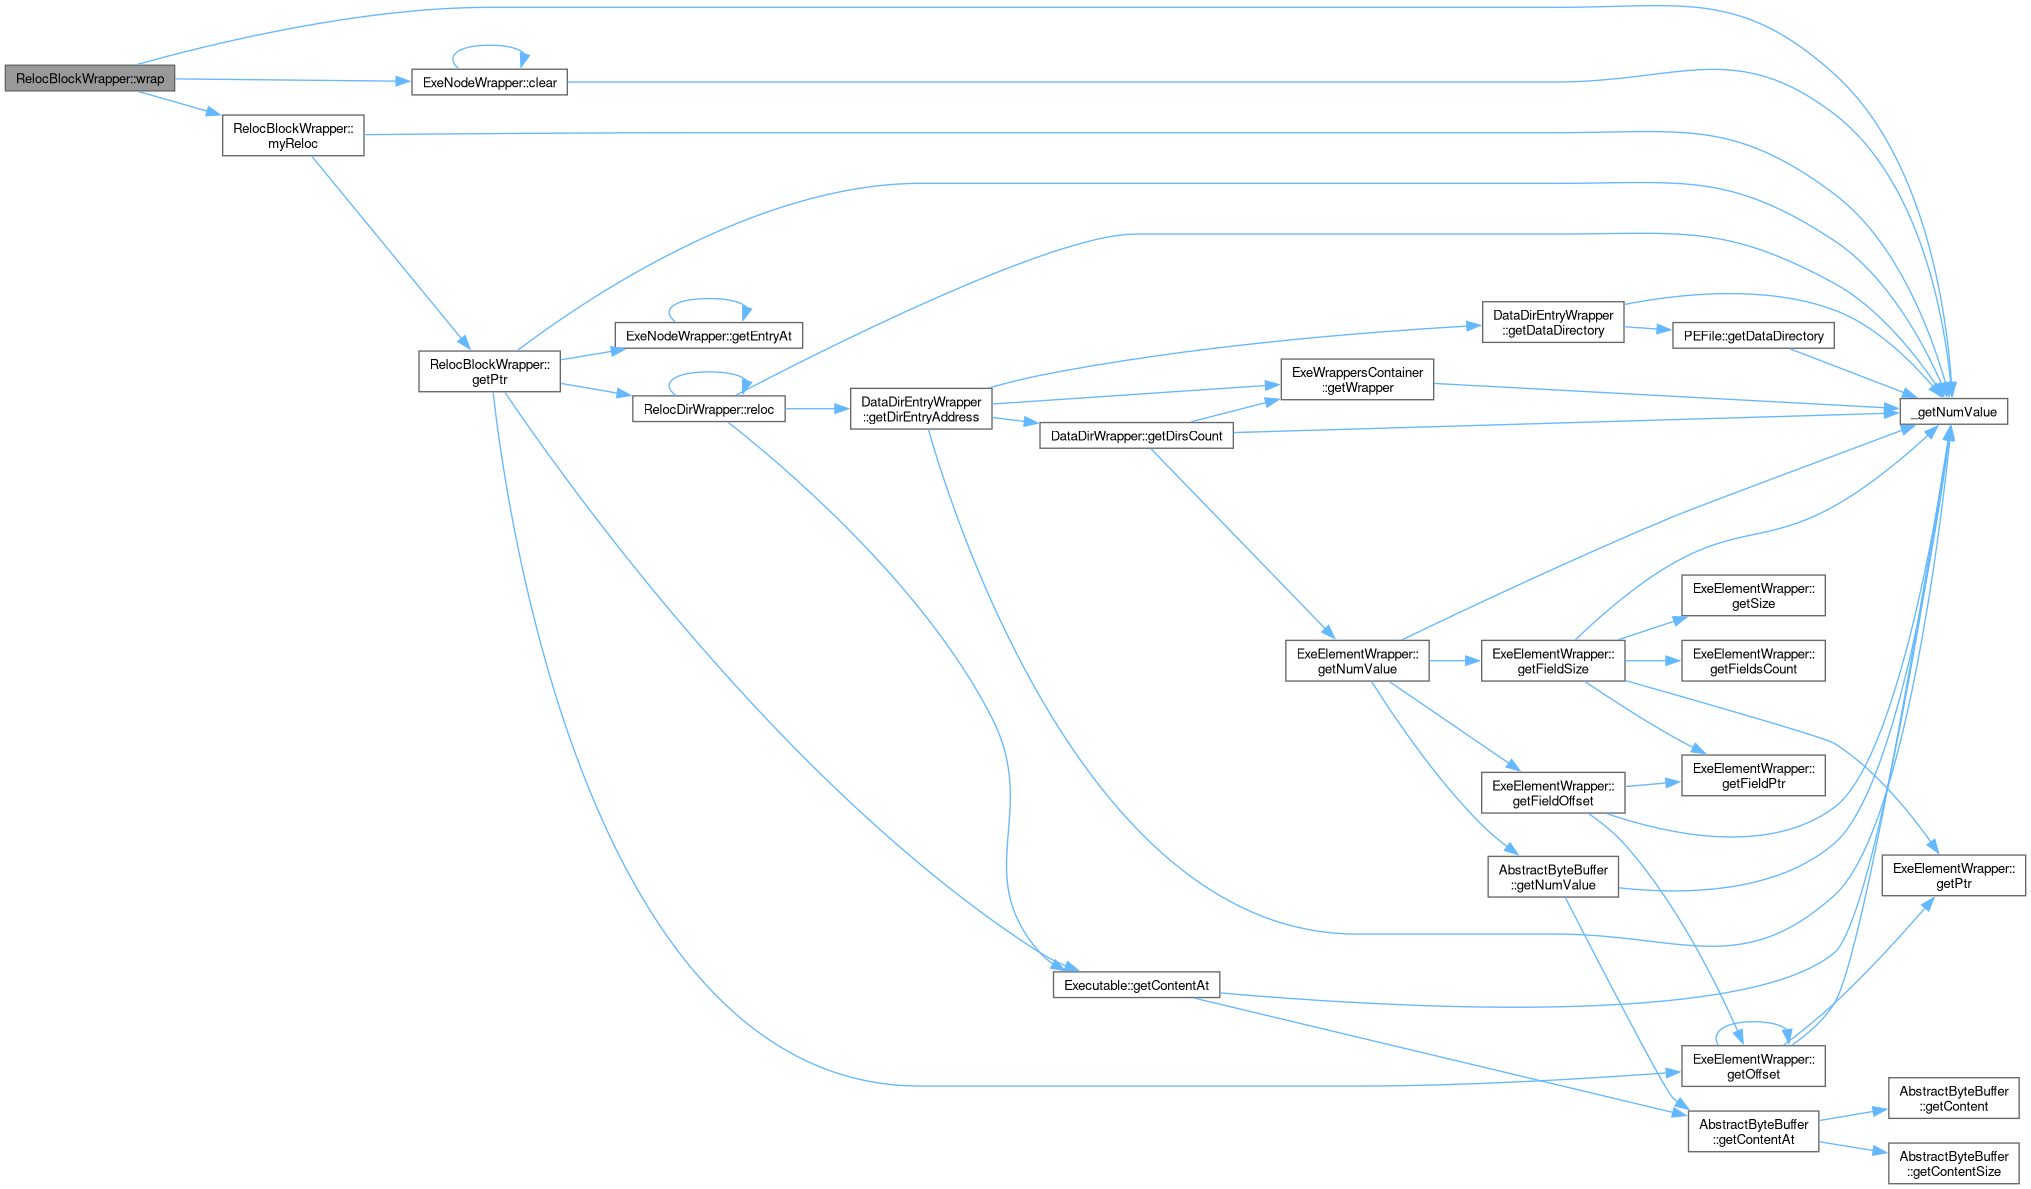 RelocBlockWrapper::wrap
ExeNodeWrapper::clear
RelocBlockWrapper::
myReloc
RelocBlockWrapper::
getPtr
ExeNodeWrapper::getEntryAt
RelocDirWrapper::reloc
DataDirEntryWrapper
::getDirEntryAddress
DataDirWrapper::getDirsCount
ExeWrappersContainer
::getWrapper
DataDirEntryWrapper
::getDataDirectory
PEFile::getDataDirectory
_getNumValue
ExeElementWrapper::
getNumValue
ExeElementWrapper::
getFieldSize
ExeElementWrapper::
getSize
ExeElementWrapper::
getFieldsCount
ExeElementWrapper::
getFieldPtr
ExeElementWrapper::
getFieldOffset
AbstractByteBuffer
::getNumValue
ExeElementWrapper::
getPtr
Executable::getContentAt
ExeElementWrapper::
getOffset
AbstractByteBuffer
::getContentAt
AbstractByteBuffer
::getContent
AbstractByteBuffer
::getContentSize